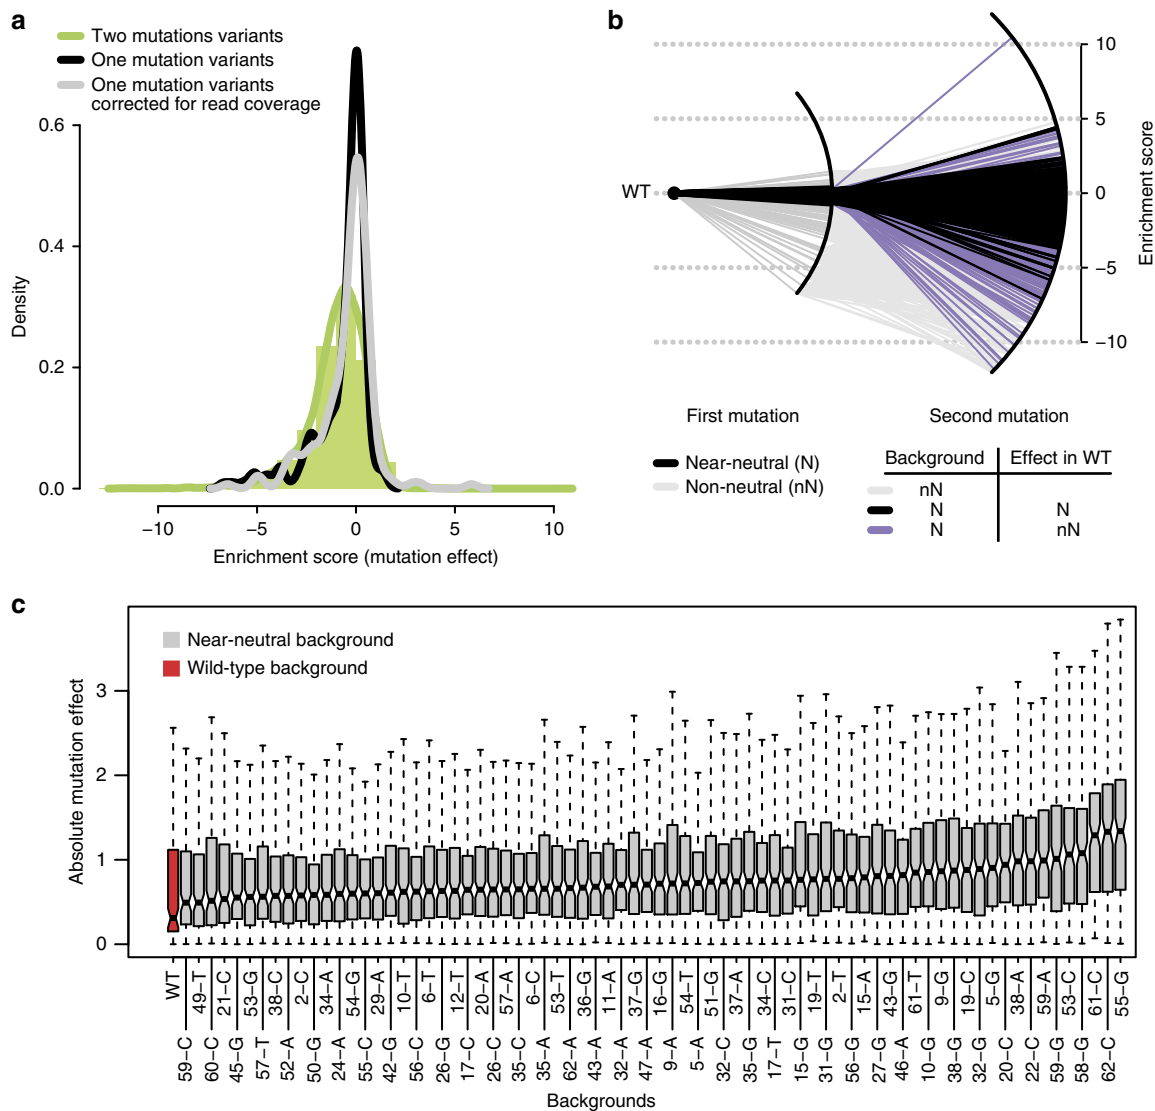 a
Two mutations variants
One mutation variants
One mutation variants
corrected for read coverage
Density
0.6
0.4
0.2
0.0
−10 −5 0 5 10
Enrichment score (mutation effect)
b
WT
10
5
0
−5
−10
Enrichment score
First mutation
Second mutation
Near-neutral (N)
Non-neutral (nN)
Background Effect in WT
nN
N N
N nN
c
Near-neutral background
Wild-type background
Absolute mutation effect
3
2
1
0
WT 49−T 21−C 53−G 38−C 2−C 34−A 54−G 29−A 10−T 6−T 12−T 20−A 57−A 6−C 53−T 36−G 11−A 37−G 16−G 54−T 51−G 37−A 34−C 31−C 19−T 2−T 15−A 43−G 61−T 9−G 19−C 5−G 38−A 59−A 53−C 61−C 55−G
59−C 60−C 45−G 57−T 52−A 50−G 24−A 55−C 42−G 56−G 26−G 17−C 26−C 35−C 35−A 62−A 43−A 32−A 47−A 9−A 5−A 32−C 35−G 17−T 15−G 31−G 56−G 27−G 46−A 10−G 38−G 32−G 20−C 59−G 58−G 62−C
Backgrounds